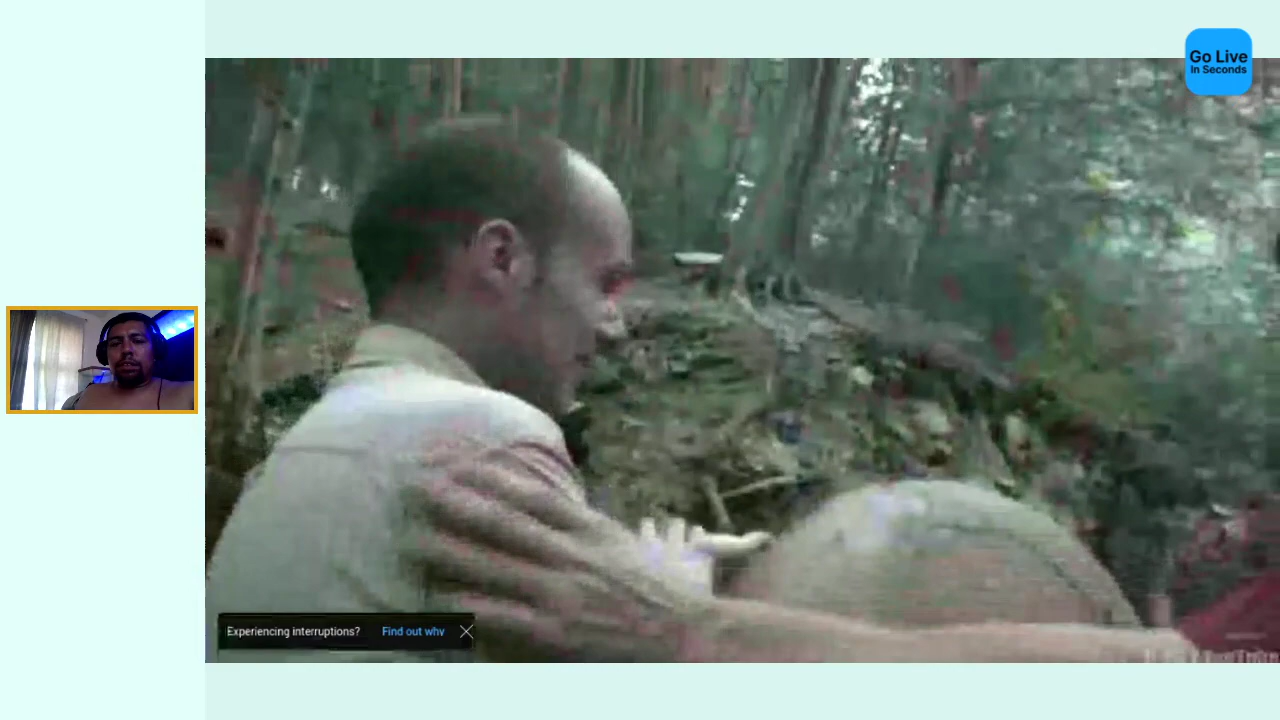 Go Live
In Seconds
Experiencing interruptions? Find out why